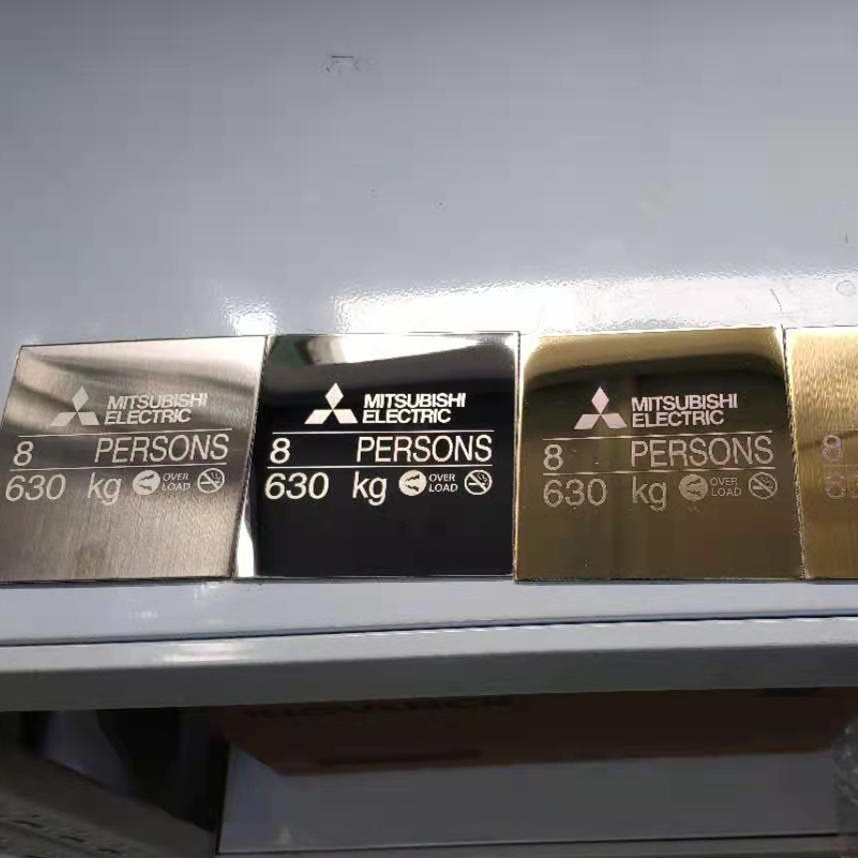 MITSUBISHI
ELECTRIC
8 PERSONS
630 kg OVER
LOAD
MITSUBISHI
ELECTRIC
8 PERSONS
630 kg OVER
LOAD
MITSUBISHI
ELECTRIC
8 PERSONS
630 kg OVER
LOAD
8